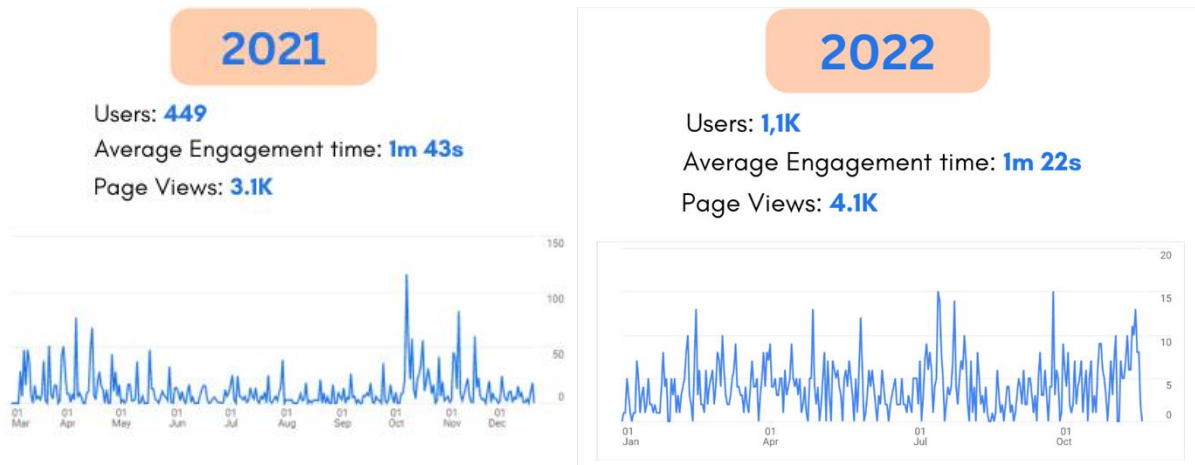 2021
Users: 449
Average Engagement time: 1m 43s
Page Views: 3.1K
150
100
50
0
01 01 01 01 01 01 01 01 01 01
Mar Apr May Jun Jul Aug Sep Oct Nov Dec
2022
Users: 1,1K
Average Engagement time: 1m 22s
Page Views: 4.1K
20
15
10
5
0
01 01 01 01
Jan Apr Jul Oct